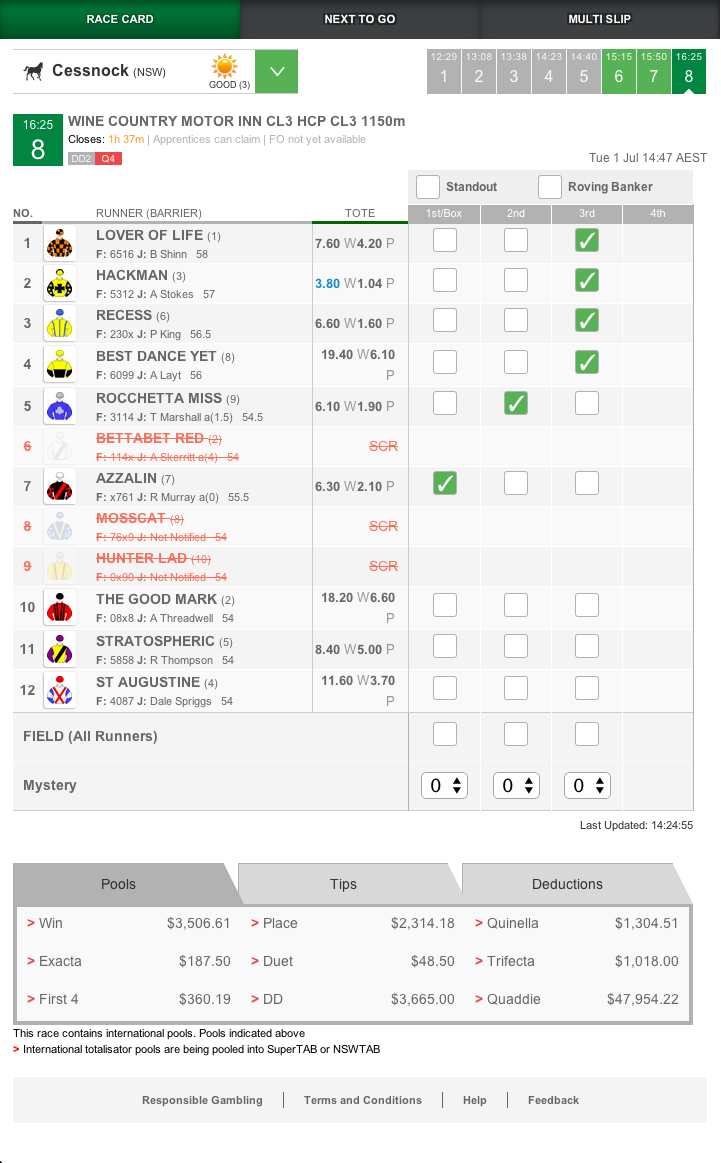 RACE CARD NEXT TO GO MULTI SLIP
Cessnock (NSW) GOOD (3)
12:29 13:08 13:38 14:23 14:40 15:15 15:50 16:25
1 2 3 4 5 6 7 8
16:25 8
WINE COUNTRY MOTOR INN CL3 HCP CL3 1150m
Closes: 1h 37m | Apprentices can claim | FO not yet available
DD2 Q4
Tue 1 Jul 14:47 AEST
Standout Roving Banker
NO. RUNNER (BARRIER) TOTE 1st/Box 2nd 3rd 4th
1 LOVER OF LIFE (1) 7.60 W4.20 P
F: 6516 J: B Shinn 58
2 HACKMAN (3) 3.80 W1.04 P
F: 5312 J: A Stokes 57
3 RECESS (6) 6.60 W1.60 P
F: 230x J: P King 56.5
4 BEST DANCE YET (8) 19.40 W6.10 P
F: 6099 J: A Layt 56
5 ROCCHETTA MISS (9) 6.10 W1.90 P
F: 3114 J: T Marshall a(1.5) 54.5
6 BETTABET RED (2) SCR
F: 114x J: A Skerritt a(4) 54
7 AZZALIN (7) 6.30 W2.10 P
F: x761 J: R Murray a(0) 55.5
8 MOSSCAT (8) SCR
F: 76x9 J: Not Notified 54
9 HUNTER LAD (10) SCR
F: 0x90 J: Not Notified 54
10 THE GOOD MARK (2) 18.20 W6.60 P
F: 08x8 J: A Threadwell 54
11 STRATOSPHERIC (5) 8.40 W5.00 P
F: 5858 J: R Thompson 54
12 ST AUGUSTINE (4) 11.60 W3.70 P
F: 4087 J: Dale Spriggs 54
FIELD (All Runners)
Mystery 0 0 0
Last Updated: 14:24:55
Pools Tips Deductions
> Win $3,506.61 > Place $2,314.18 > Quinella $1,304.51
> Exacta $187.50 > Duet $48.50 > Trifecta $1,018.00
> First 4 $360.19 > DD $3,665.00 > Quaddie $47,954.22
This race contains international pools. Pools indicated above
> International totalisator pools are being pooled into SuperTAB or NSWTAB
Responsible Gambling | Terms and Conditions | Help | Feedback